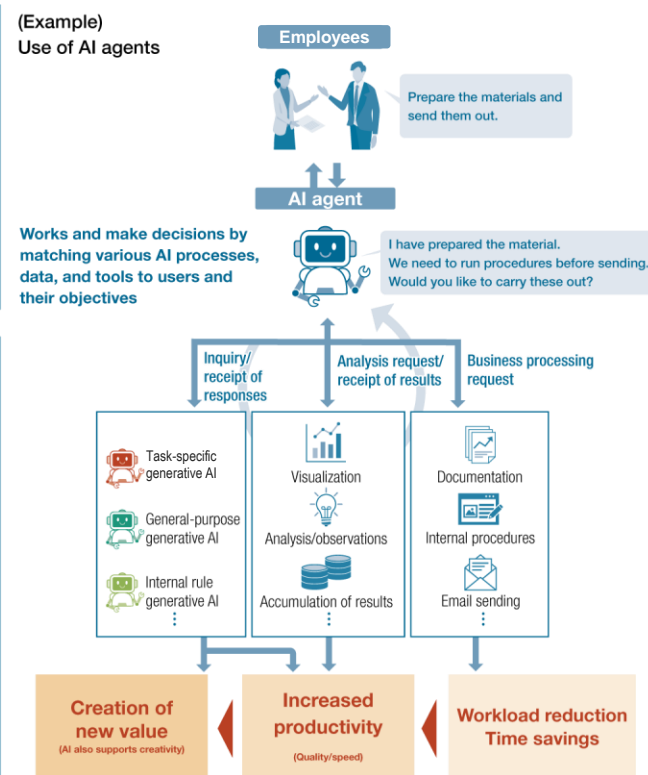 (Example)
Use of AI agents
Employees
Prepare the materials and
send them out.
AI agent
Works and make decisions by
matching various AI processes,
data, and tools to users and
their objectives
I have prepared the material.
We need to run procedures before sending.
Would you like to carry these out?
Inquiry/
receipt of
responses
Analysis request/
receipt of results
Business processing
request
Task-specific
generative AI
General-purpose
generative AI
Internal rule
generative AI
Visualization
Analysis/observations
Accumulation of results
Documentation
Internal procedures
Email sending
Creation of
new value
(AI also supports creativity)
Increased
productivity
(Quality/speed)
Workload reduction
Time savings